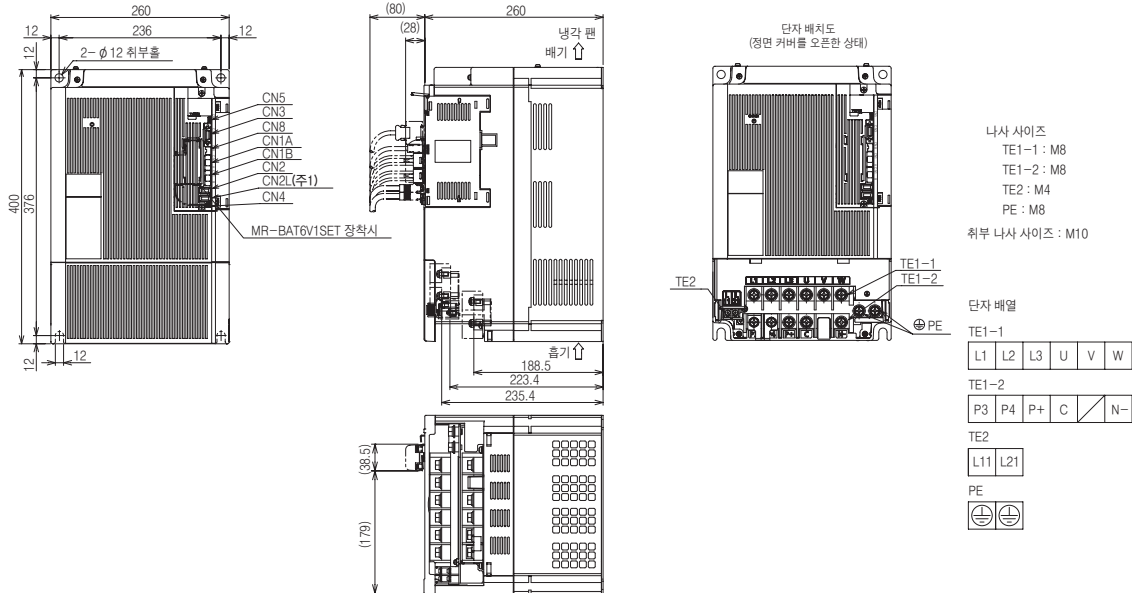 260
12
236
12
12
2-φ12 취부홀
400
376
12
12
CN5
CN3
CN8
CN1A
CN1B
CN2
CN2L(주1)
CN4
MR-BAT6V1SET 장착시
(80)
260
(28)
냉각 팬
배기
흡기
188.5
223.4
235.4
(38.5)
(179)
단자 배치도
(정면 커버를 오픈한 상태)
L1 L2 L3 U V W
TE2
TE1-1
TE1-2
PE
나사 사이즈
TE1-1 : M8
TE1-2 : M8
TE2 : M4
PE : M8
취부 나사 사이즈 : M10
단자 배열
TE1-1
L1 L2 L3 U V W
TE1-2
P3 P4 P+ C N-
TE2
L11 L21
PE